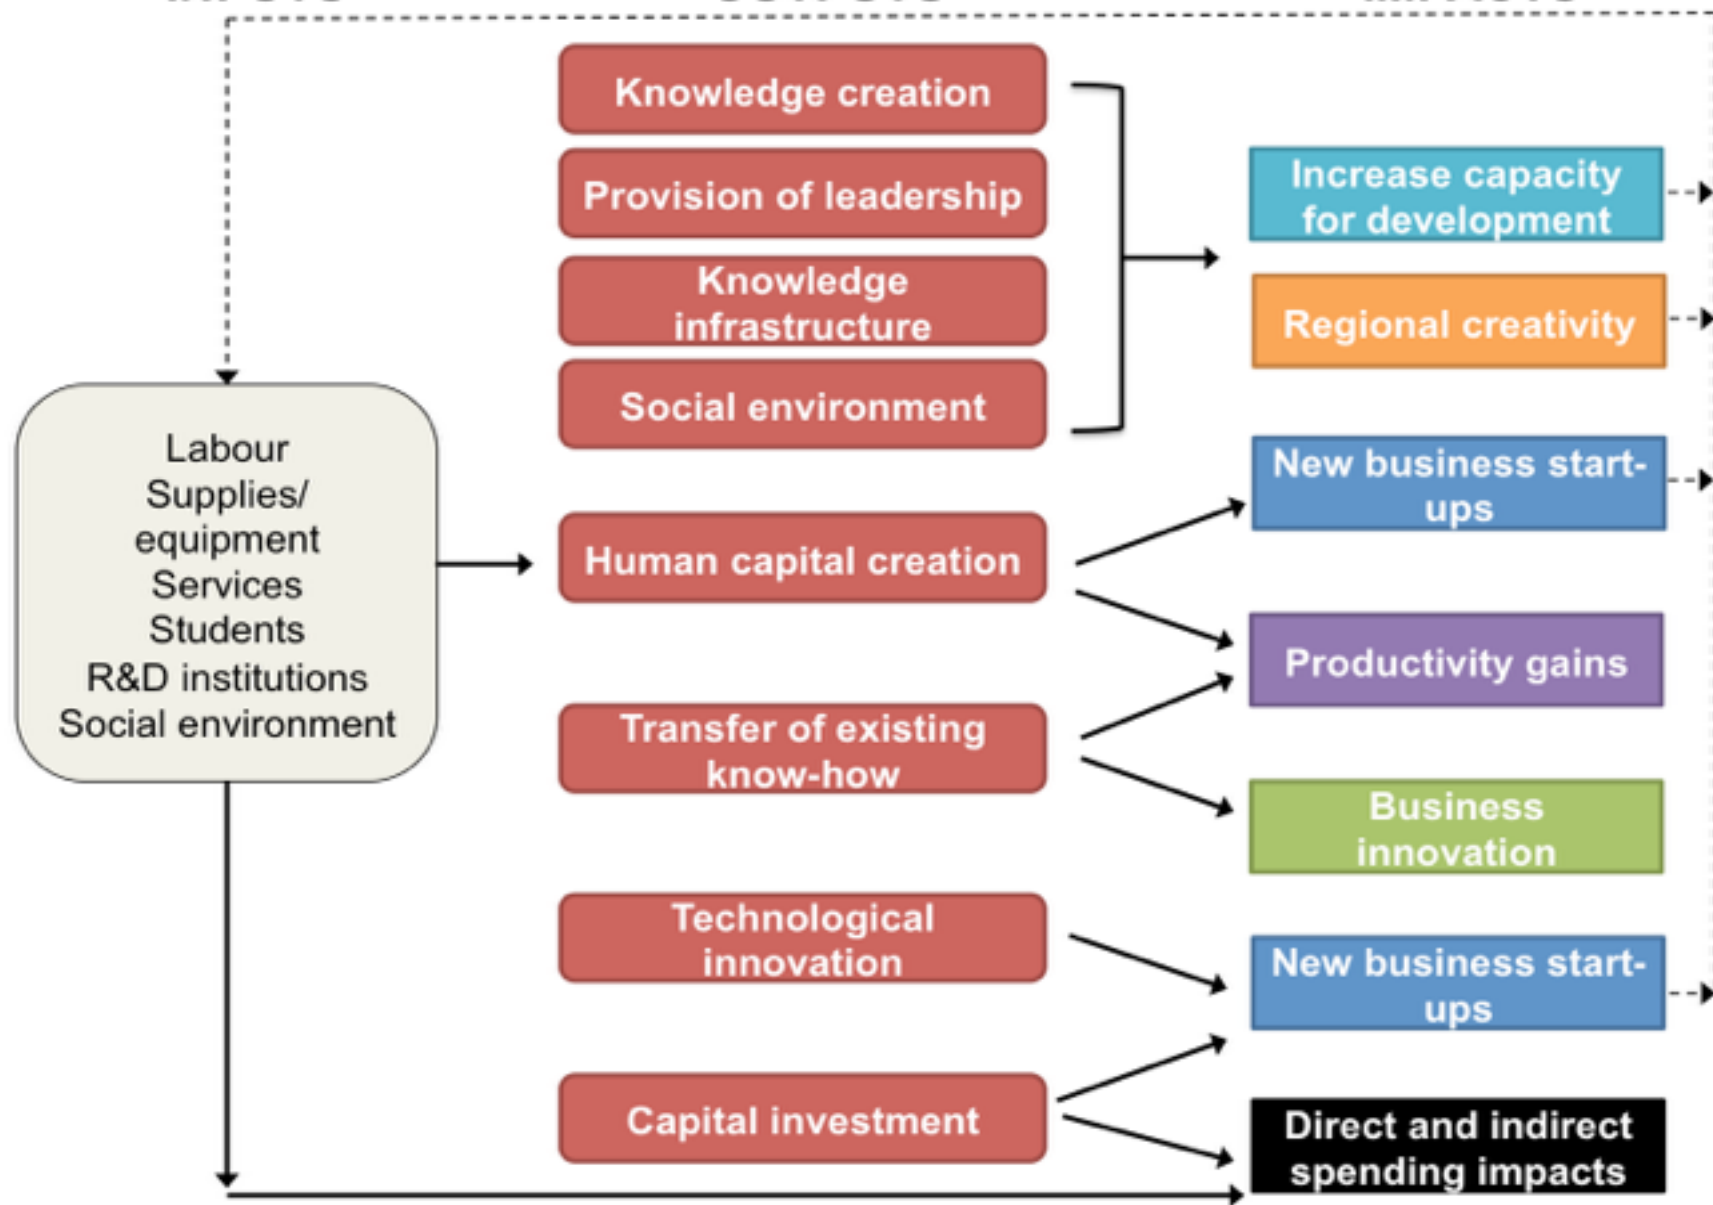 Knowledge creation
Provision of leadership
Knowledge
infrastructure
Social environment
Labour
Supplies/
equipment
Services
Students
R&D institutions
Social environment
Human capital creation
Transfer of existing
know-how
Technological
innovation
Capital investment
Increase capacity
for development
Regional creativity
New business start-
ups
Productivity gains
Business
innovation
New business start-
ups
Direct and indirect
spending impacts